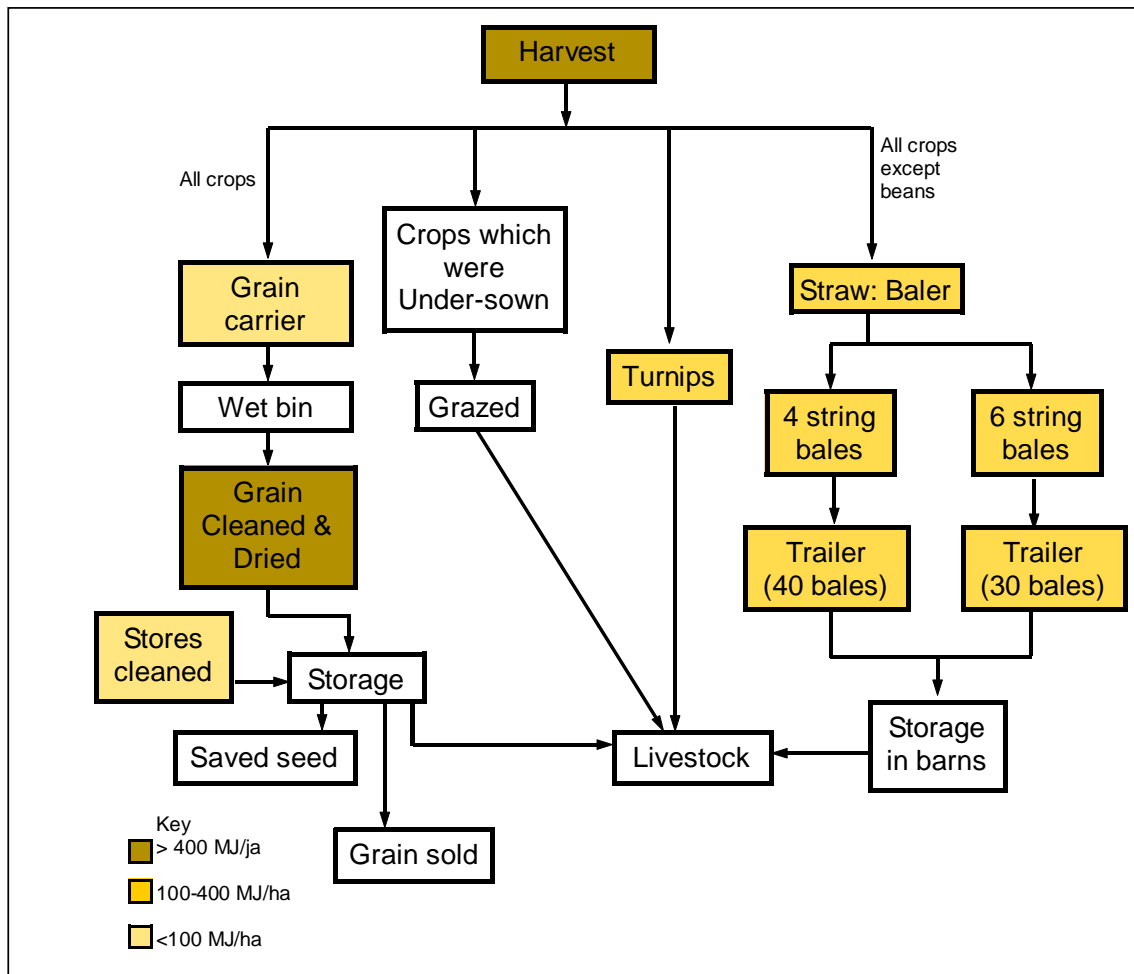 Harvest
All crops
except
beans
All crops
Crops which
were
Under-sown
Grain
carrier
Straw: Baler
Turnips
Wet bin
Grazed
4 string
bales
6 string
bales
Grain
Cleaned &
Dried
Trailer
(40 bales)
Trailer
(30 bales)
Stores
cleaned
Storage
Saved seed
Livestock
Storage
in barns
Grain sold
Key
> 400 MJ/ja
100-400 MJ/ha
<100 MJ/ha